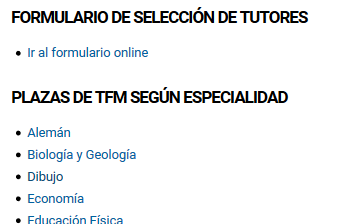 FORMULARIO DE SELECCIÓN DE TUTORES
• Ir al formulario online
PLAZAS DE TFM SEGÚN ESPECIALIDAD
• Alemán
• Biología y Geología
• Dibujo
• Economía
• Educación Física